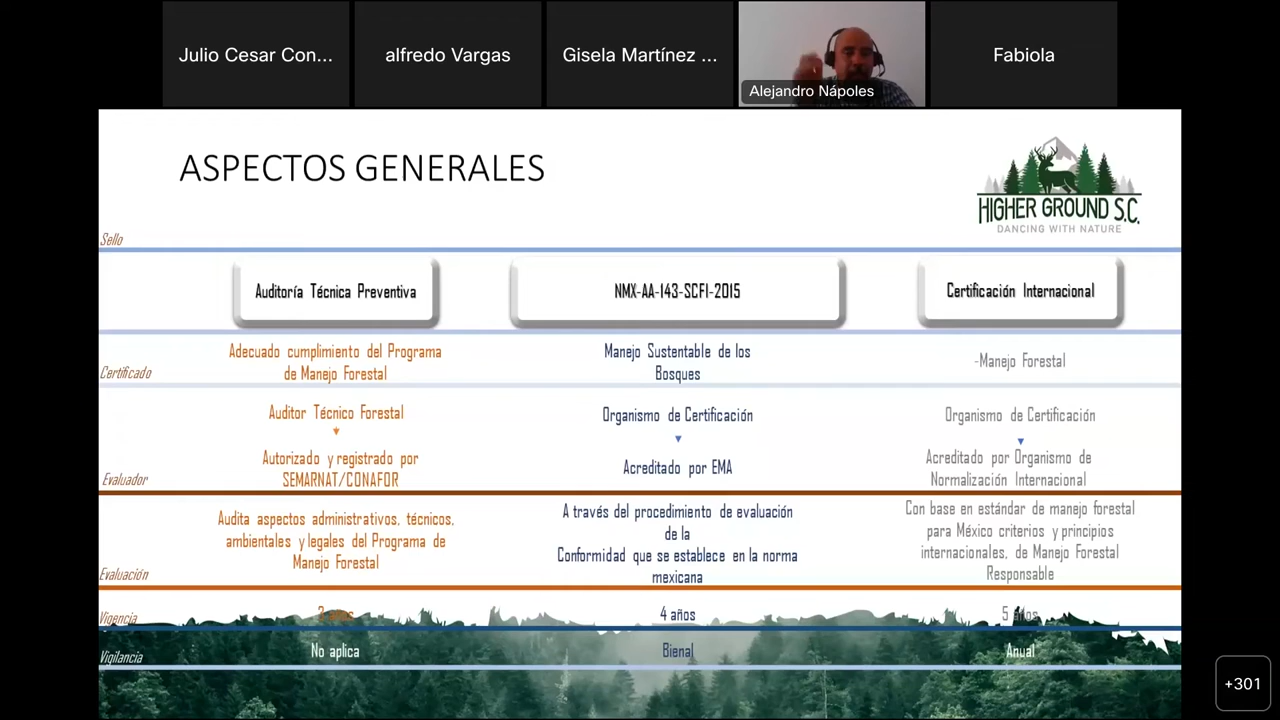 Julio Cesar Con...
alfredo Vargas
Gisela Martínez ...
Alejandro Nápoles
Fabiola
ASPECTOS GENERALES
HIGHER GROUND S.C.
DANCING WITH NATURE
Sello
Auditoría Técnica Preventiva
NMX-AA-143-SCFI-2015
Certificación Internacional
Certificado
Adecuado cumplimiento del Programa
de Manejo Forestal
Manejo Sustentable de los
Bosques
-Manejo Forestal
Evaluador
Auditor Técnico Forestal
Autorizado y registrado por
SEMARNAT/CONAFOR
Organismo de Certificación
Acreditado por EMA
Organismo de Certificación
Acreditado por Organismo de
Normalización Internacional
Evaluación
Audita aspectos administrativos, técnicos,
ambientales y legales del Programa de
Manejo Forestal
A través del procedimiento de evaluación
de la
Conformidad que se establece en la norma
mexicana
Con base en estándar de manejo forestal
para México criterios y principios
internacionales, de Manejo Forestal
Responsable
Vigencia
años
4 años
5 años
Vigilancia
No aplica
Bienal
Anual
+301